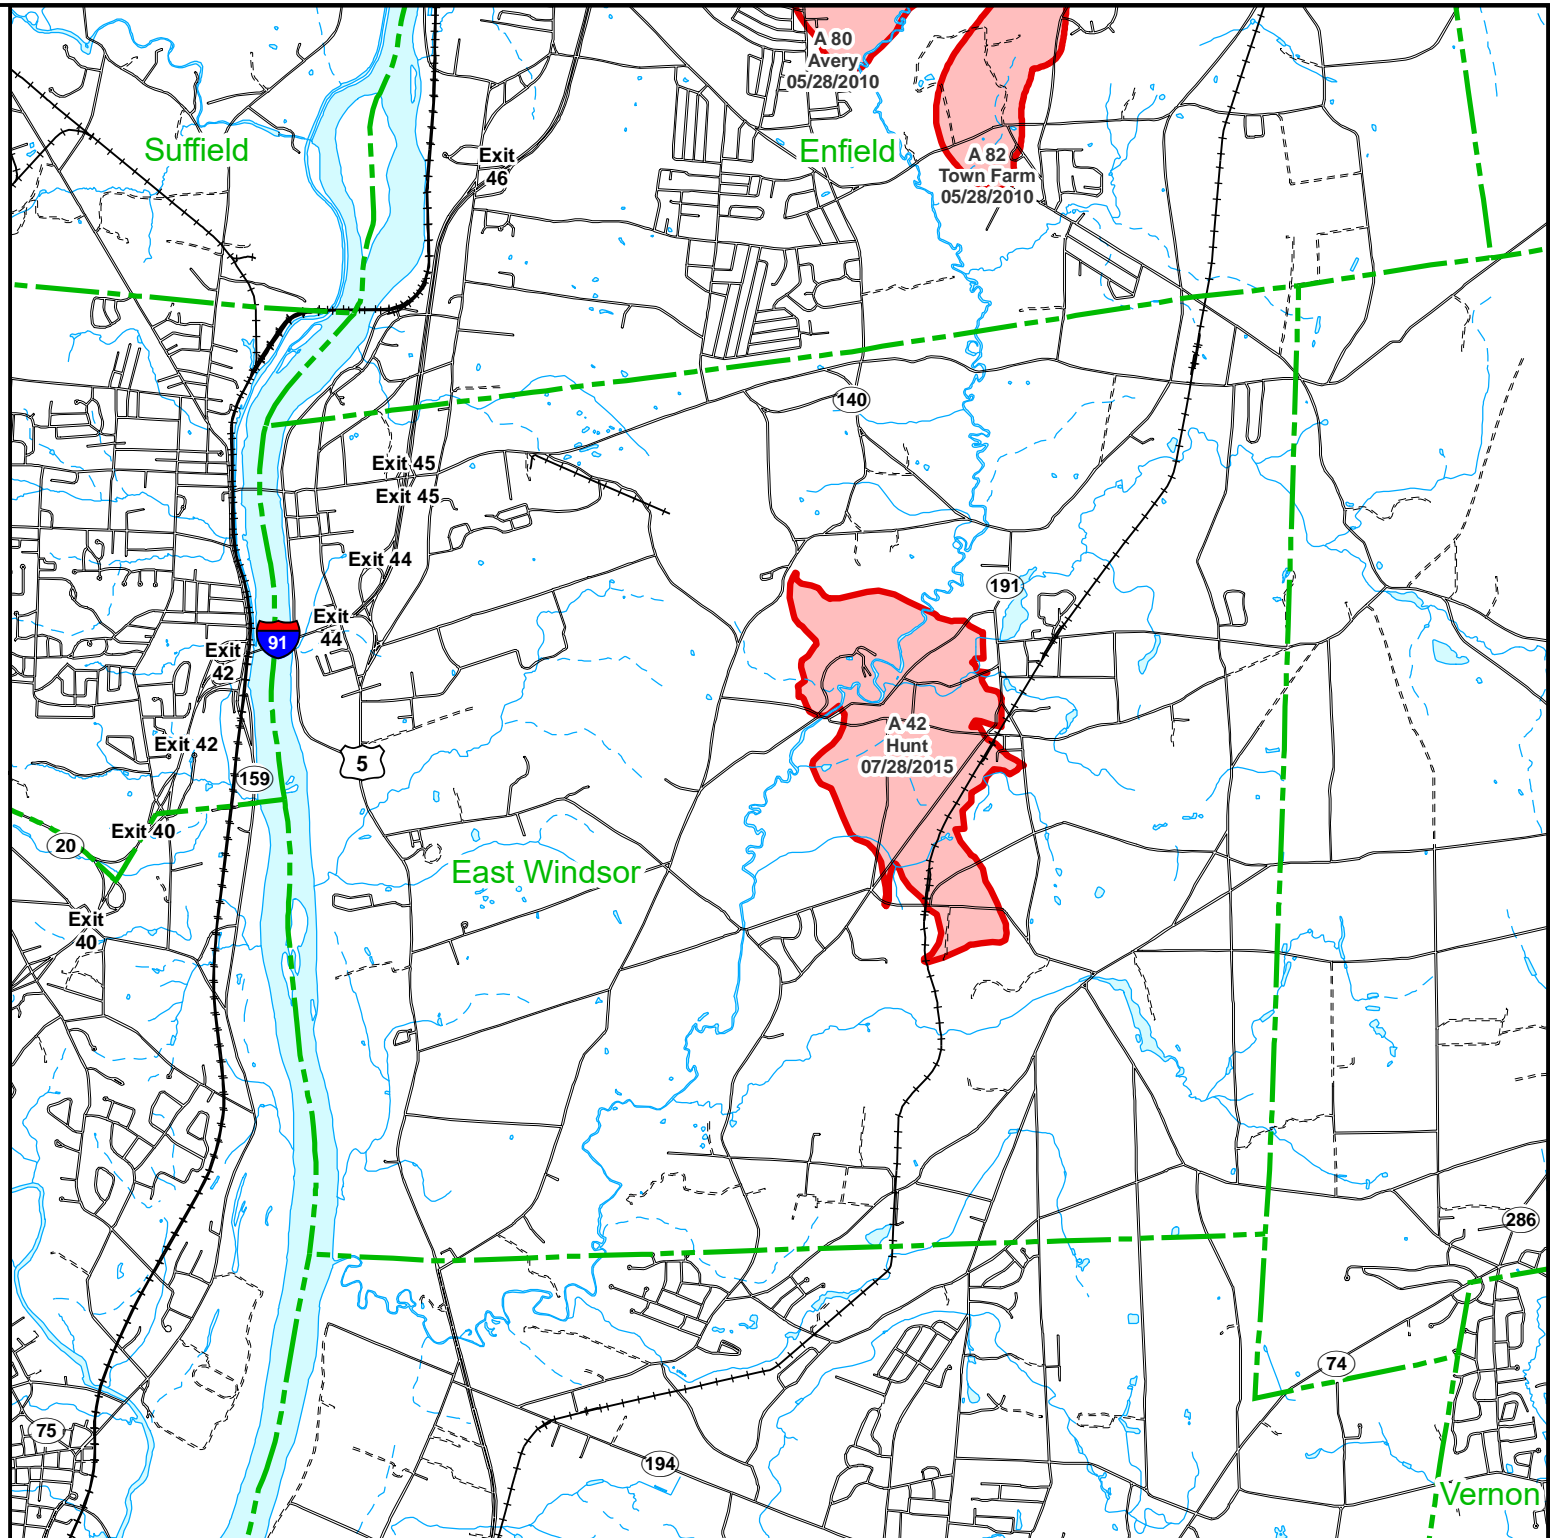 A 80
Avery
05/28/2010
Suffield
Enfield
Exit
46
A 82
Town Farm
05/28/2010
140
Exit 45
Exit 45
Exit 44
191
Exit
44
91
Exit
42
A 42
Hunt
07/28/2015
Exit 42
5
159
Exit 40
20
East Windsor
Exit
40
286
74
75
194
Vernon